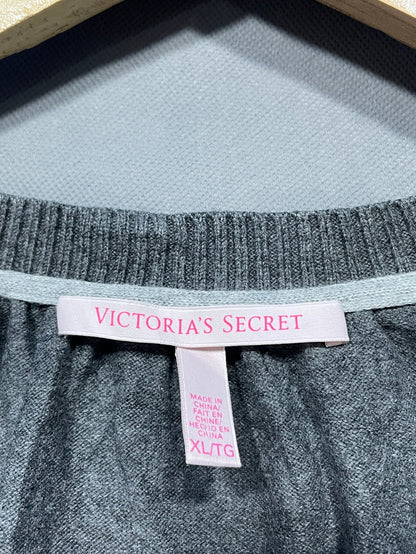 VICTORIA'S SECRET
MADE IN
CHINA/
FAIT EN
CHINE/
HECHO EN
CHINA
XL/TG